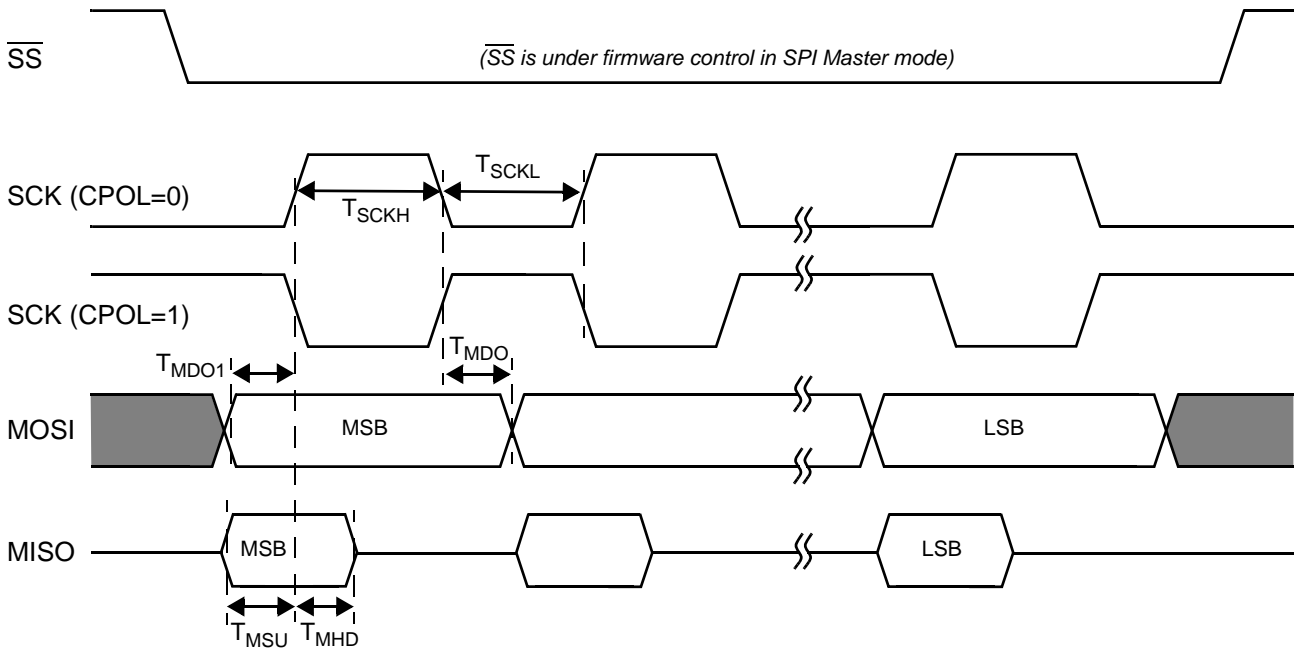 SS
(SS is under firmware control in SPI Master mode)
TSCKL
SCK (CPOL=0)
TSCKH
SCK (CPOL=1)
TMDO1
TMDO
MOSI
MSB
LSB
MISO
MSB
LSB
TMSU
TMHD